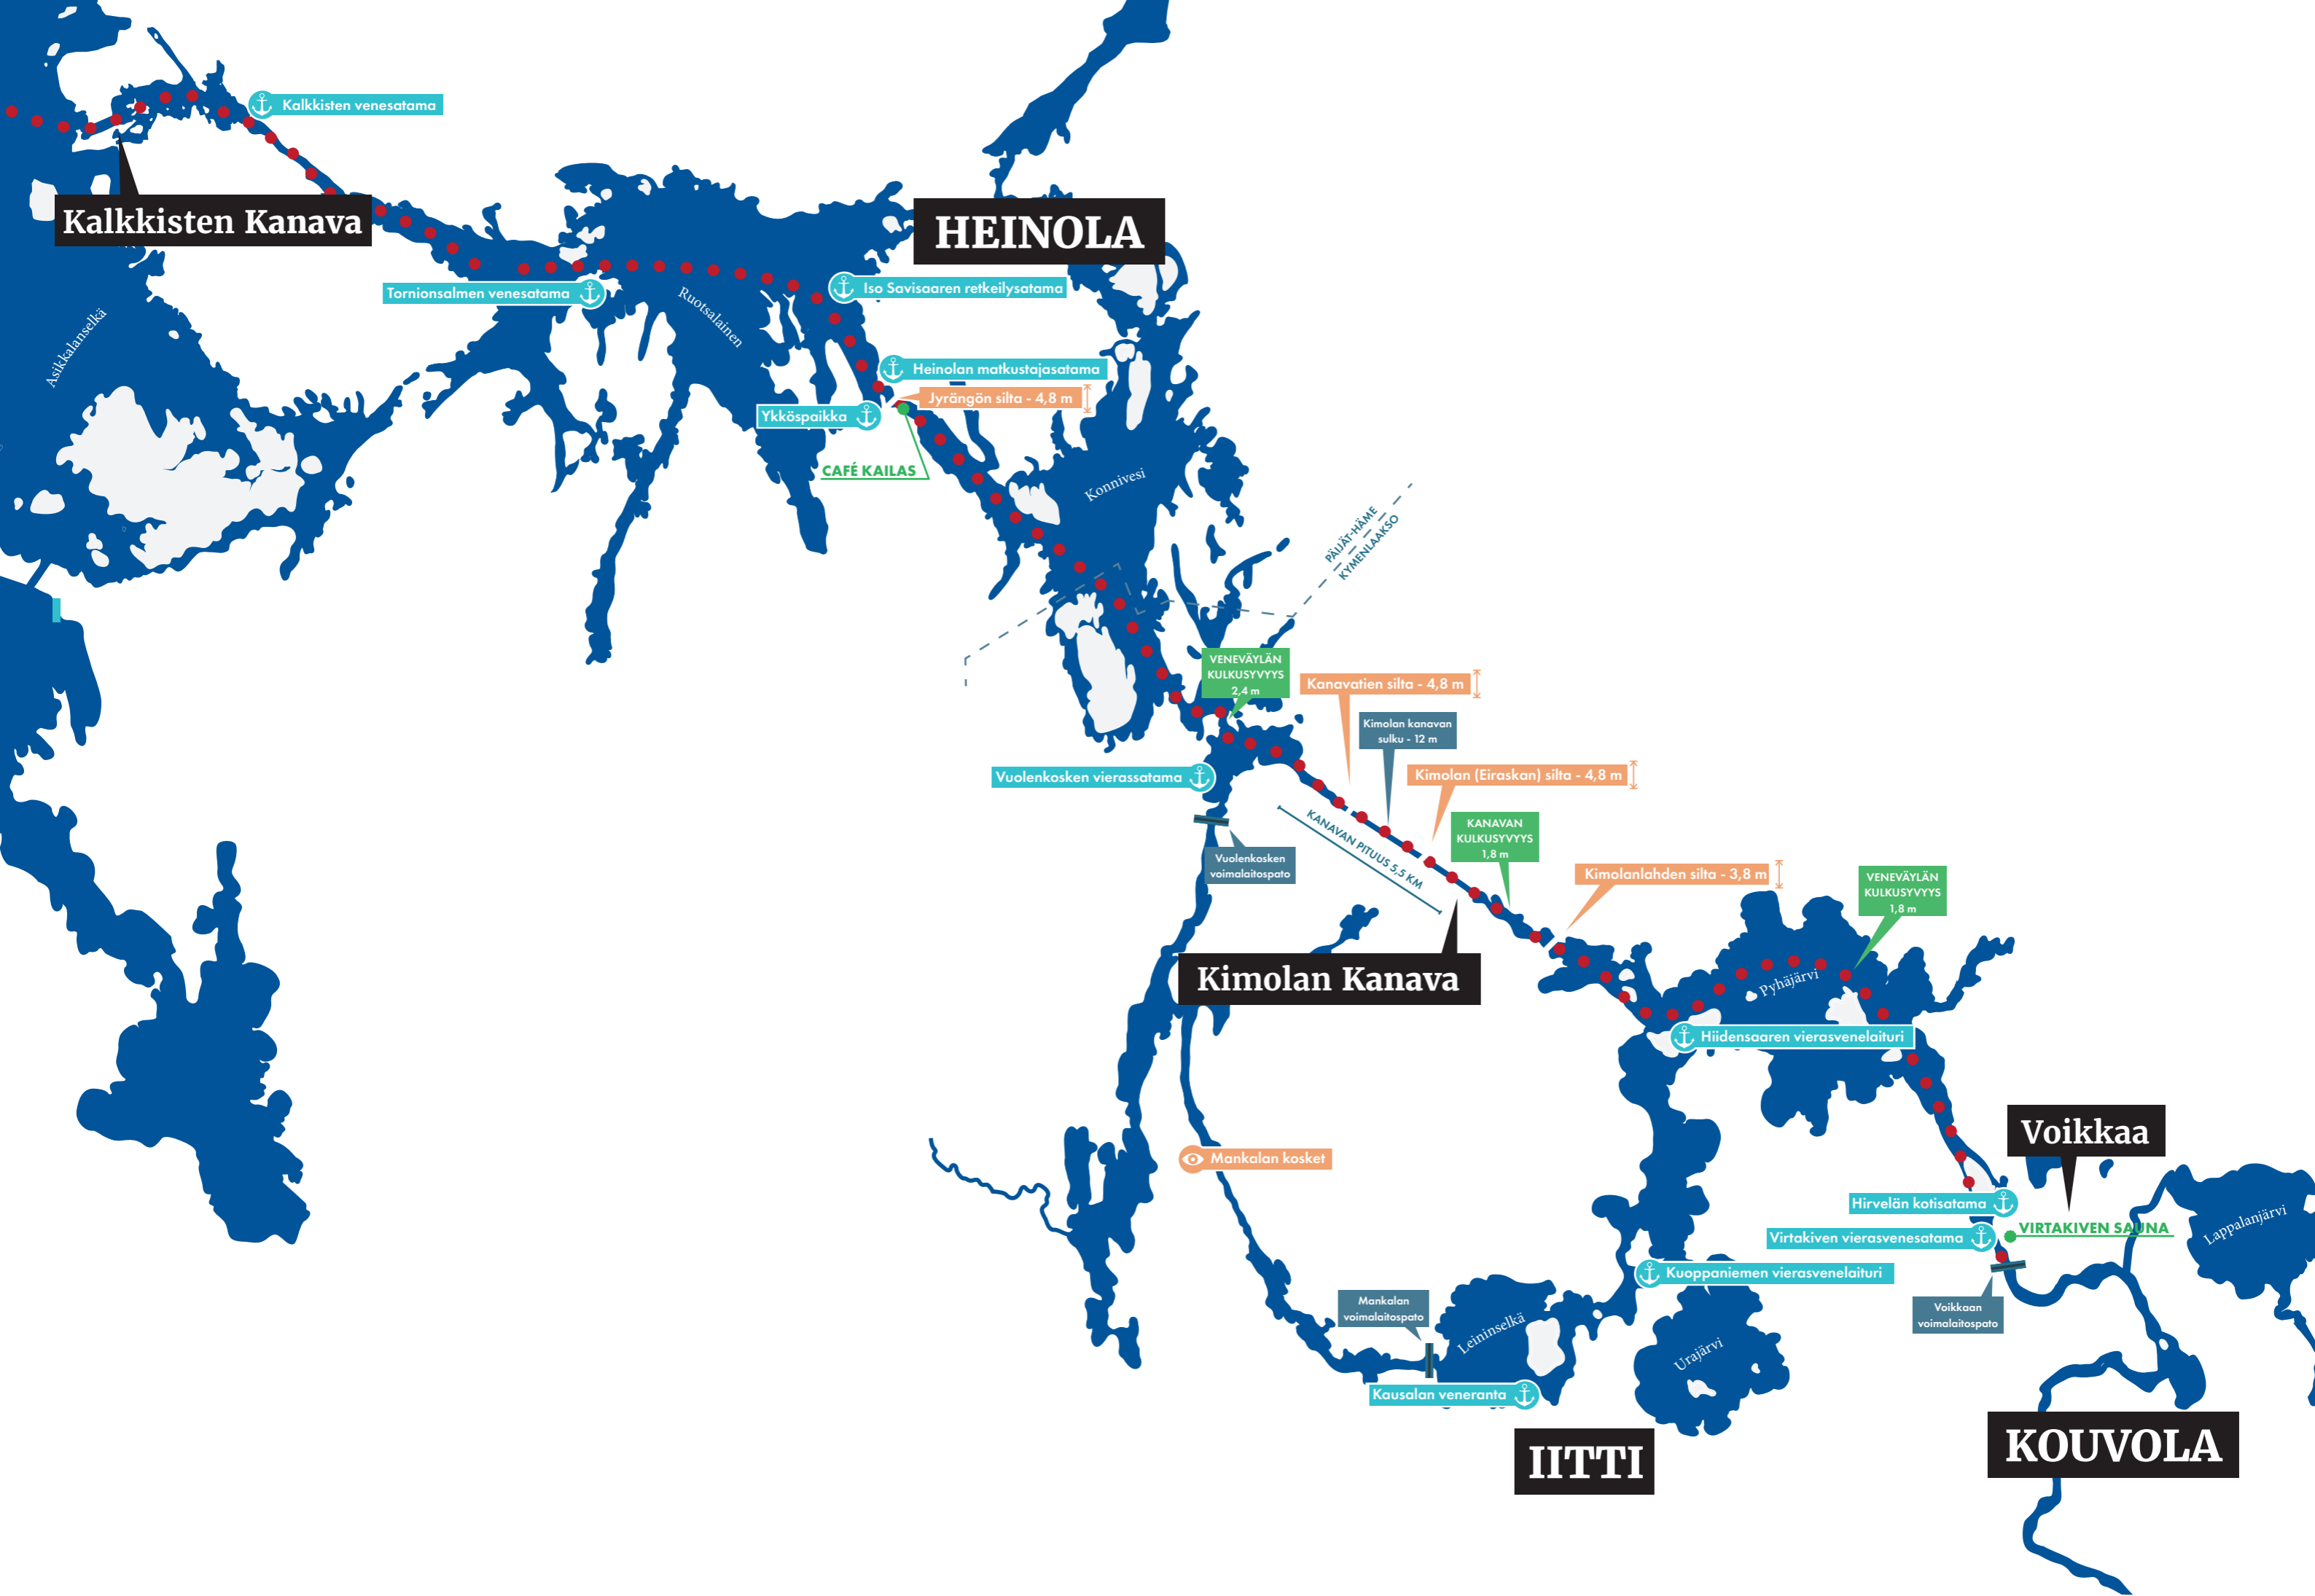 Kalkkisten venesatama
Kalkkisten Kanava
HEINOLA
Tornionsalmen venesatama
Iso Savisaaren retkeilysatama
Asikkalanselkä
Ruotsalainen
Heinolan matkustajasatama
Jyrängön silta - 4,8 m
Ykköspaikka
CAFÉ KAILAS
Konnivesi
PÄIJÄT-HÄME
KYMENLAAKSO
VENEVÄYLÄN
KULKUSYVYYS
2,4 m
Kanavatien silta - 4,8 m
Kimolan kanavan
sulku - 12 m
Vuolenkosken vierassatama
Kimolan (Eiraskan) silta - 4,8 m
KANAVAN PITUUS 5,5 KM
KANAVAN
KULKUSYVYYS
1,8 m
Vuolenkosken
voimalaitospato
Kimolanlahden silta - 3,8 m
VENEVÄYLÄN
KULKUSYVYYS
1,8 m
Kimolan Kanava
Pyhäjärvi
Hiidensaaren vierasvenelaituri
Voikkaa
Mankalan kosket
Hirvelän kotisatama
VIRTAKIVEN SAUNA
Virtakiven vierasvenesatama
Lappalanjärvi
Kuoppaniemen vierasvenelaituri
Mankalan
voimalaitospato
Voikkaan
voimalaitospato
Leininselkä
Urajärvi
Kausalan veneranta
IITTI
KOUVOLA